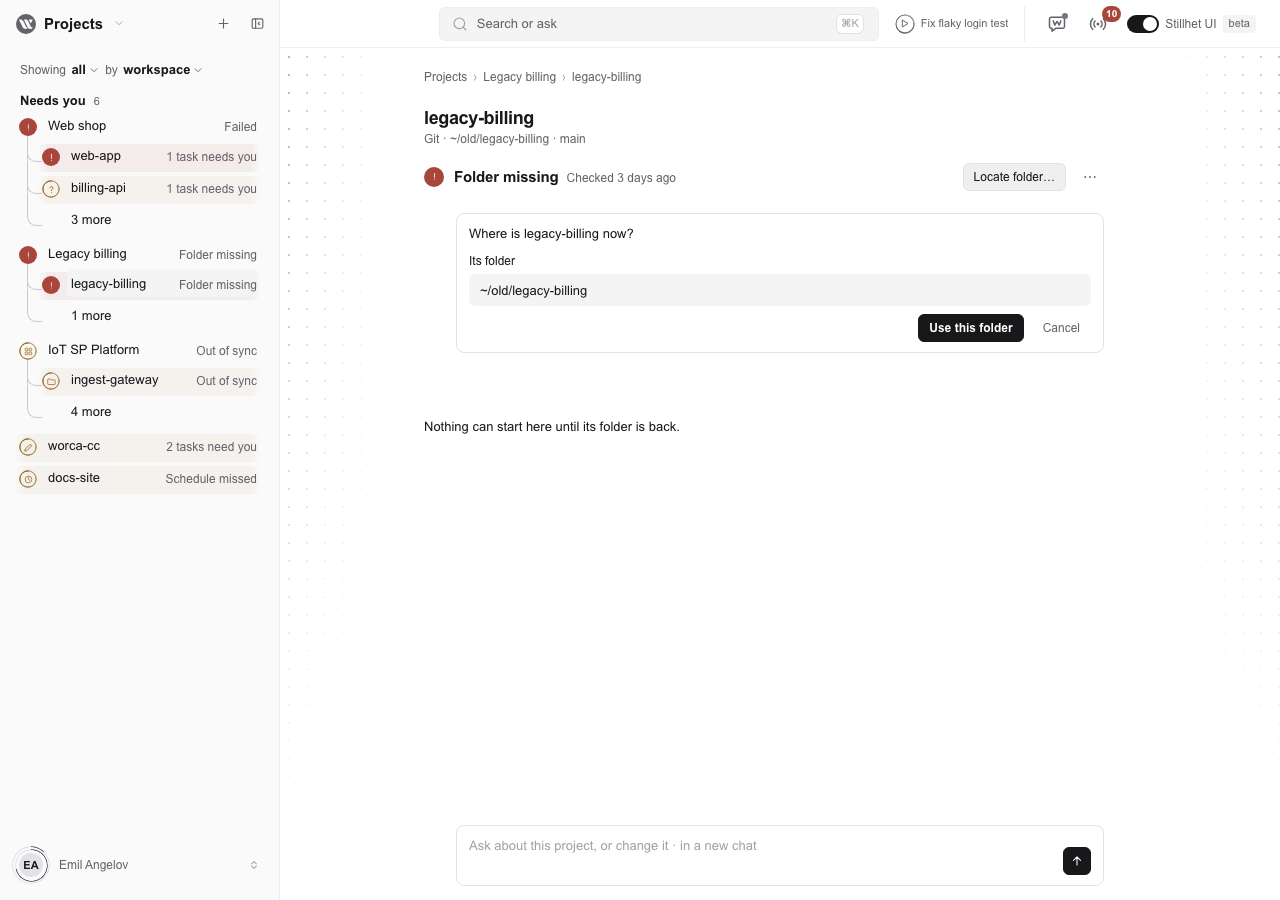 Projects
Search or ask
⌘K
Fix flaky login test
10
Stillhet UI
beta
Showing all by workspace
Needs you 6
Web shop Failed
web-app 1 task needs you
billing-api 1 task needs you
3 more
Legacy billing Folder missing
legacy-billing Folder missing
1 more
IoT SP Platform Out of sync
ingest-gateway Out of sync
4 more
worca-cc 2 tasks need you
docs-site Schedule missed
EA
Emil Angelov
Projects › Legacy billing › legacy-billing
legacy-billing
Git · ~/old/legacy-billing · main
Folder missing Checked 3 days ago
Locate folder…
Where is legacy-billing now?
Its folder
~/old/legacy-billing
Use this folder
Cancel
Nothing can start here until its folder is back.
Ask about this project, or change it · in a new chat